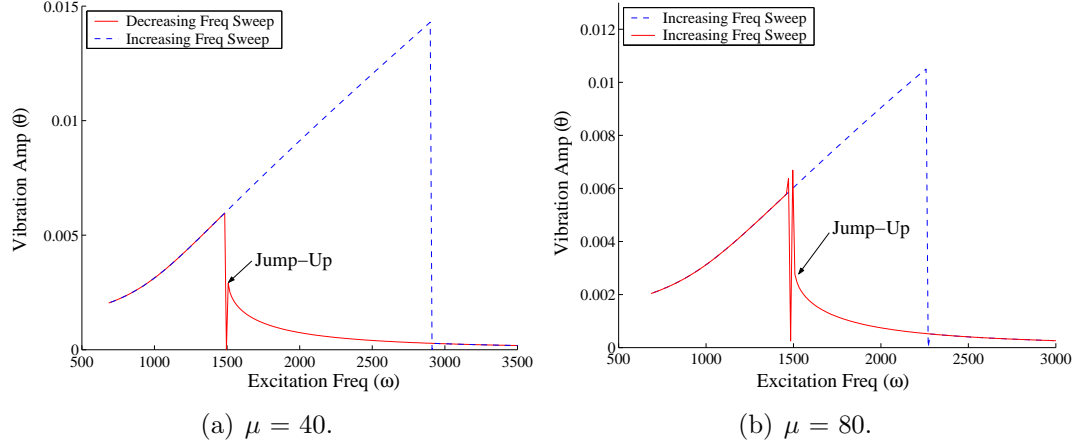 Decreasing Freq Sweep
Increasing Freq Sweep
Jump–Up
Vibration Amp (θ)
0.015
0.01
0.005
0
500 1000 1500 2000 2500 3000 3500
Excitation Freq (ω)
(a) μ = 40.
Increasing Freq Sweep
Increasing Freq Sweep
Jump–Up
Vibration Amp (θ)
0.012
0.01
0.008
0.006
0.004
0.002
0
500 1000 1500 2000 2500 3000
Excitation Freq (ω)
(b) μ = 80.